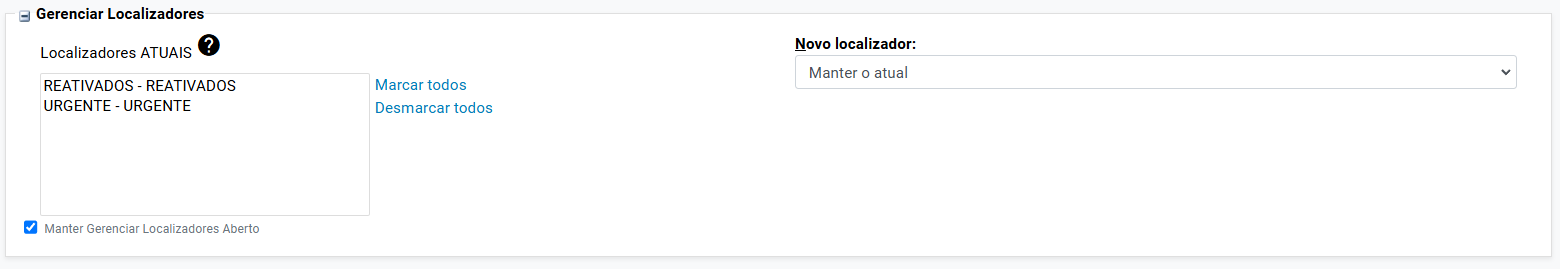 Gerenciar Localizadores
Localizadores ATUAIS ?
REATIVADOS - REATIVADOS
URGENTE - URGENTE
Marcar todos
Desmarcar todos
Manter Gerenciar Localizadores Aberto
Novo localizador:
Manter o atual